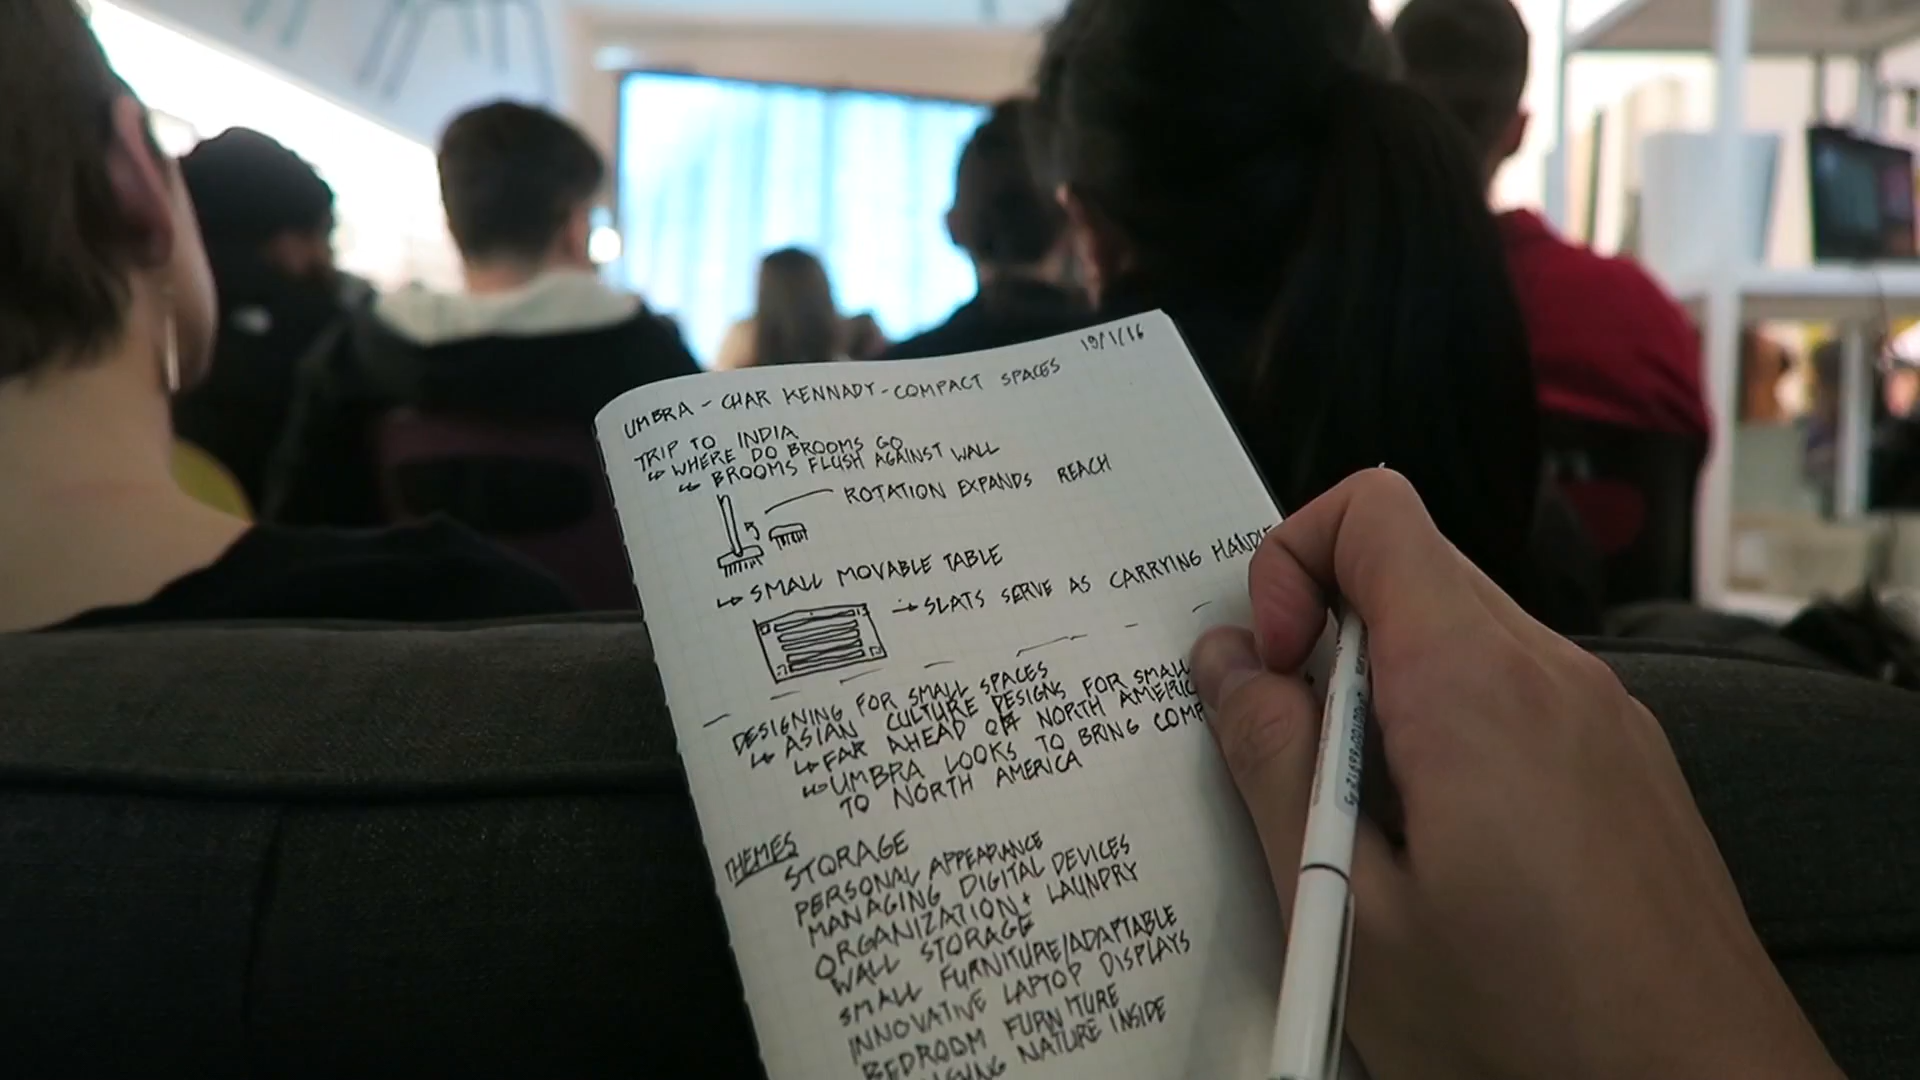 19/1/16
UMBRA - CHAR KENNADY - COMPACT SPACES
TRIP TO INDIA
↳ WHERE DO BROOMS GO
↳ BROOMS FLUSH AGAINST WALL
ROTATION EXPANDS REACH
↳ SMALL MOVABLE TABLE
→ SLATS SERVE AS CARRYING HANDLE
DESIGNING FOR SMALL SPACES
↳ ASIAN CULTURE DESIGNS FOR SMALL
↳ FAR AHEAD OF NORTH AMERIC
↳ UMBRA LOOKS TO BRING COMP
TO NORTH AMERICA
THEMES
STORAGE
PERSONAL APPEARANCE
MANAGING DIGITAL DEVICES
ORGANIZATION + LAUNDRY
WALL STORAGE
SMALL FURNITURE/ADAPTABLE
INNOVATIVE LAPTOP DISPLAYS
BEDROOM FURNITURE
NATURE INSIDE